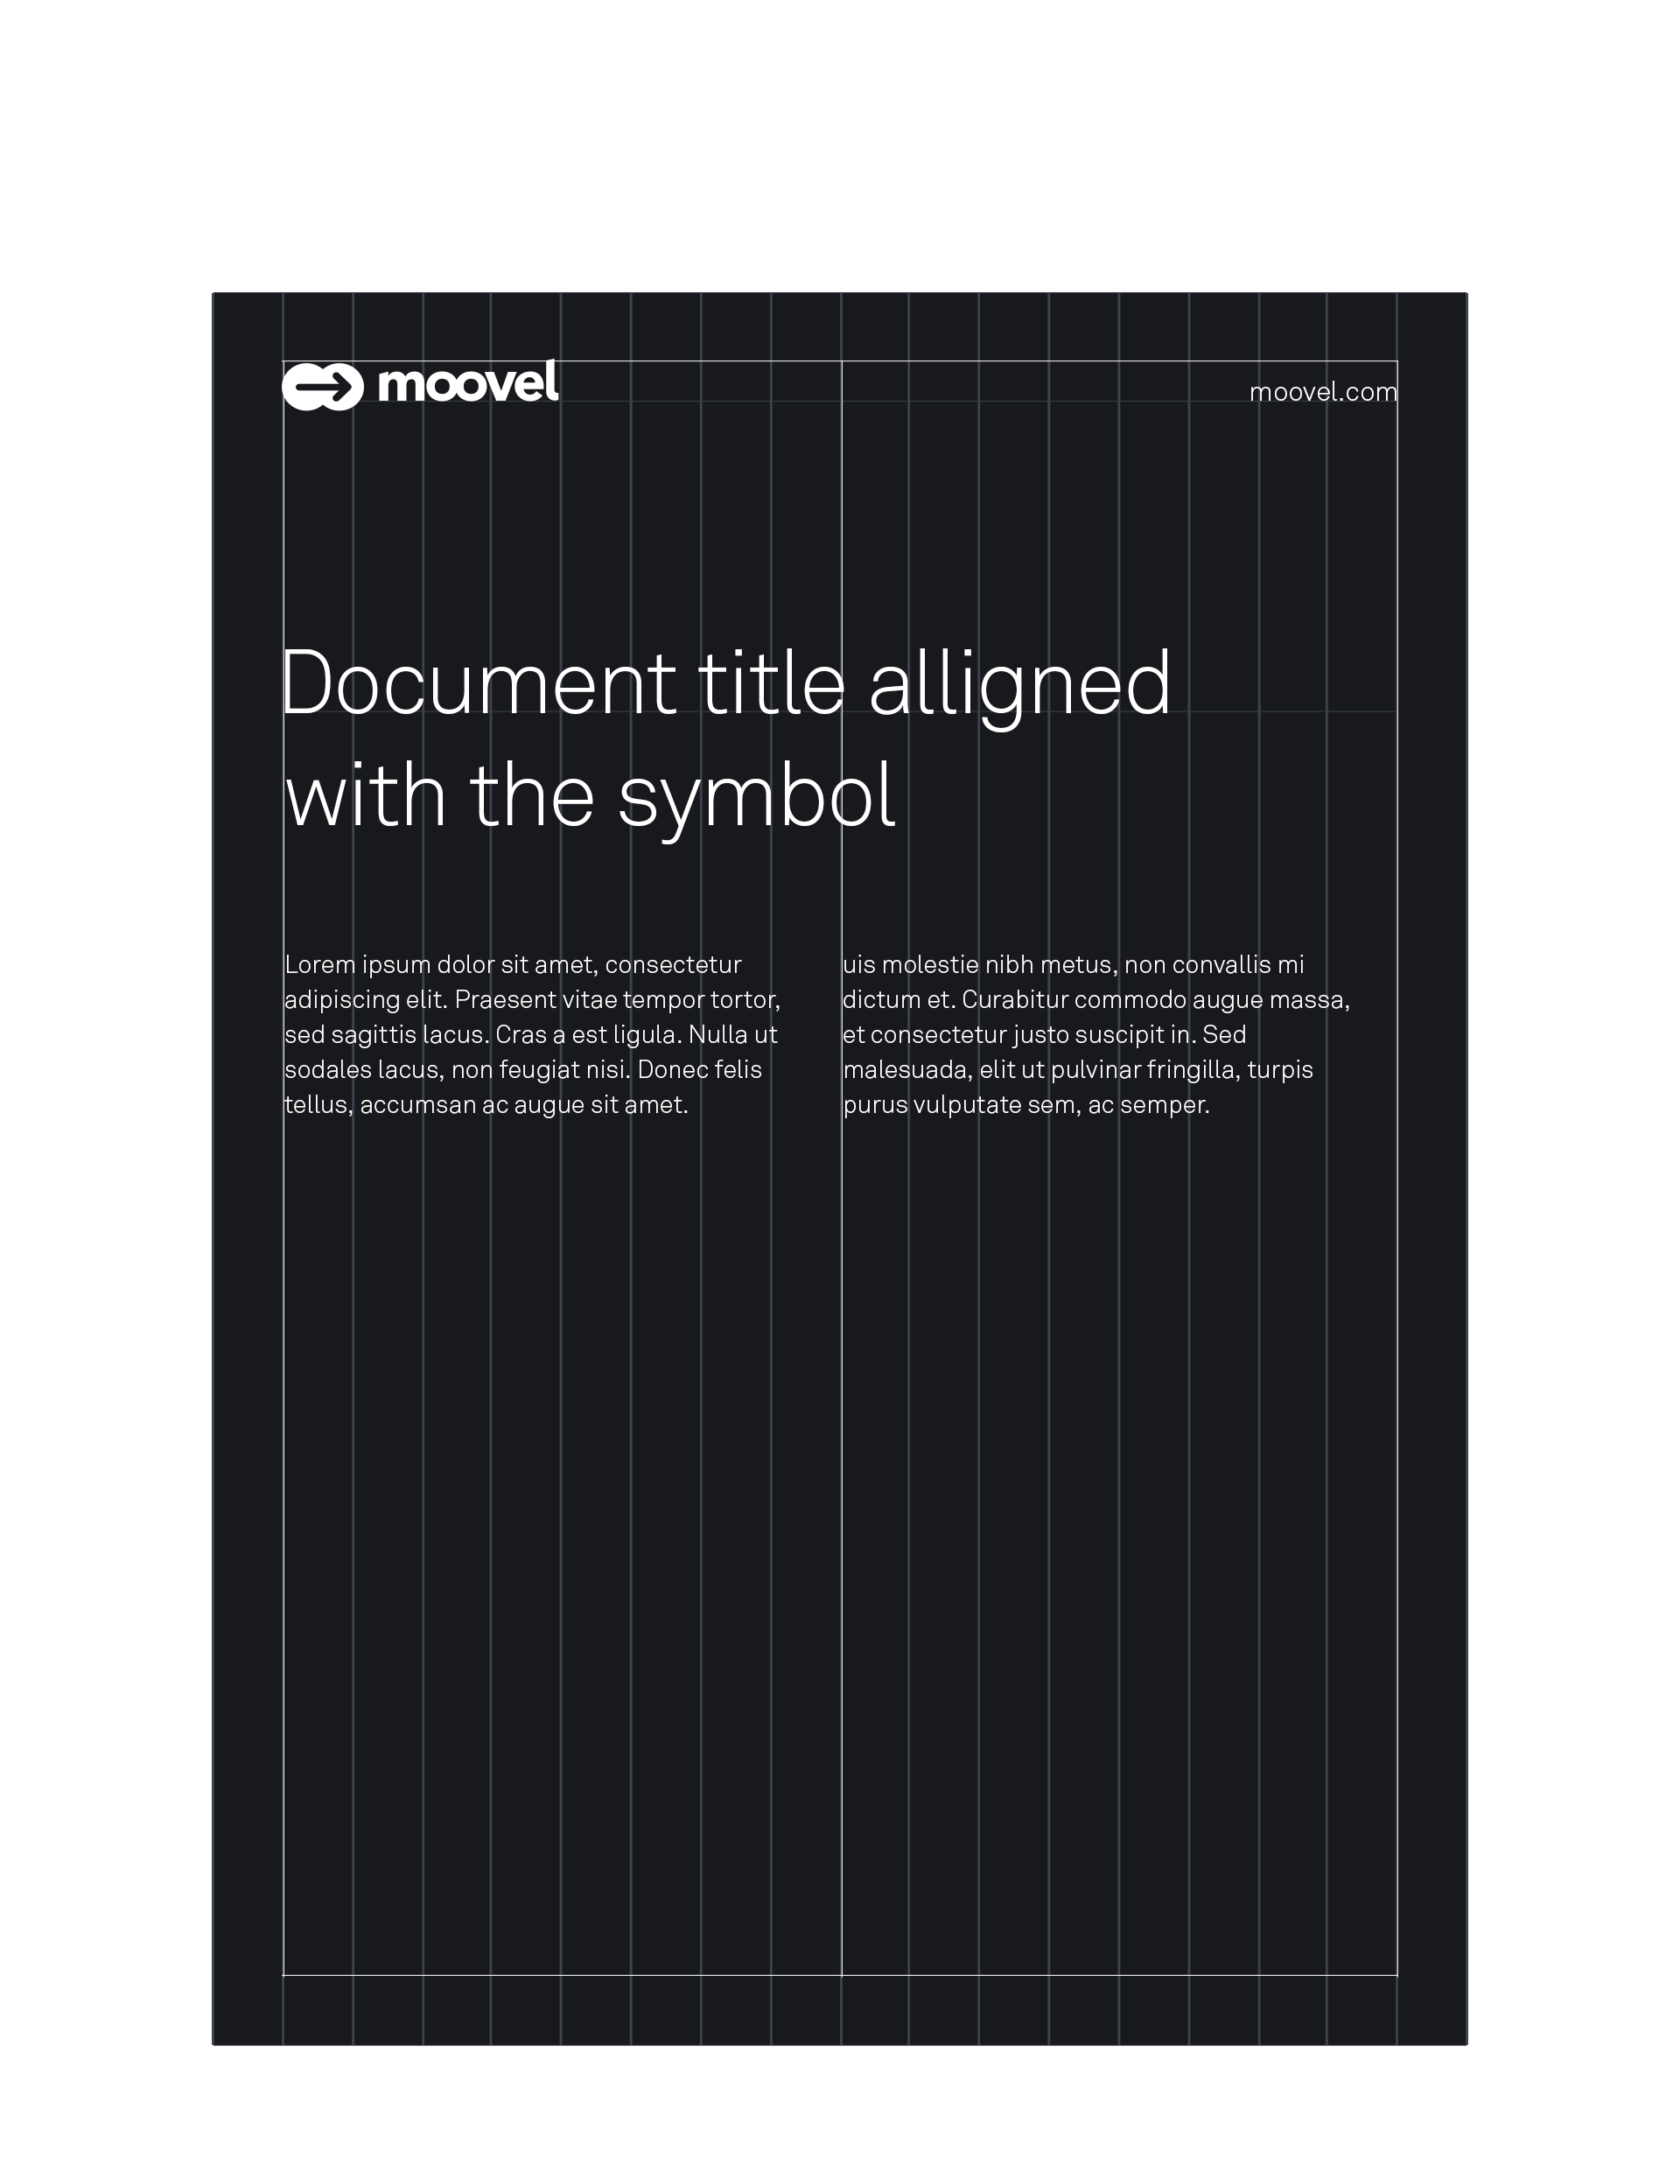 moovel
moovel.com
Document title alligned
with the symbol
Lorem ipsum dolor sit amet, consectetur
adipiscing elit. Praesent vitae tempor tortor,
sed sagittis lacus. Cras a est ligula. Nulla ut
sodales lacus, non feugiat nisi. Donec felis
tellus, accumsan ac augue sit amet.
uis molestie nibh metus, non convallis mi
dictum et. Curabitur commodo augue massa,
et consectetur justo suscipit in. Sed
malesuada, elit ut pulvinar fringilla, turpis
purus vulputate sem, ac semper.